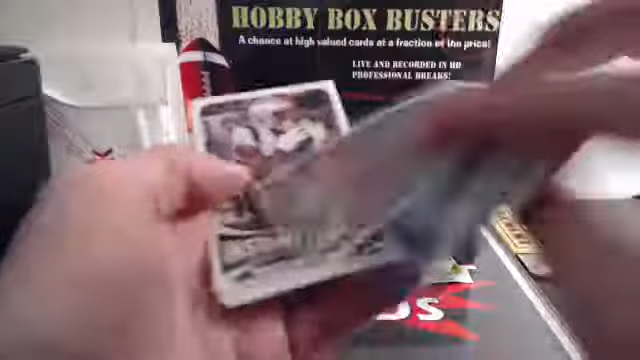 HOBBY BOX BUSTERS
A chance at high valued cards at a fraction of the price!
LIVE AND RECORDED IN HD
PROFESSIONAL BREAKS!